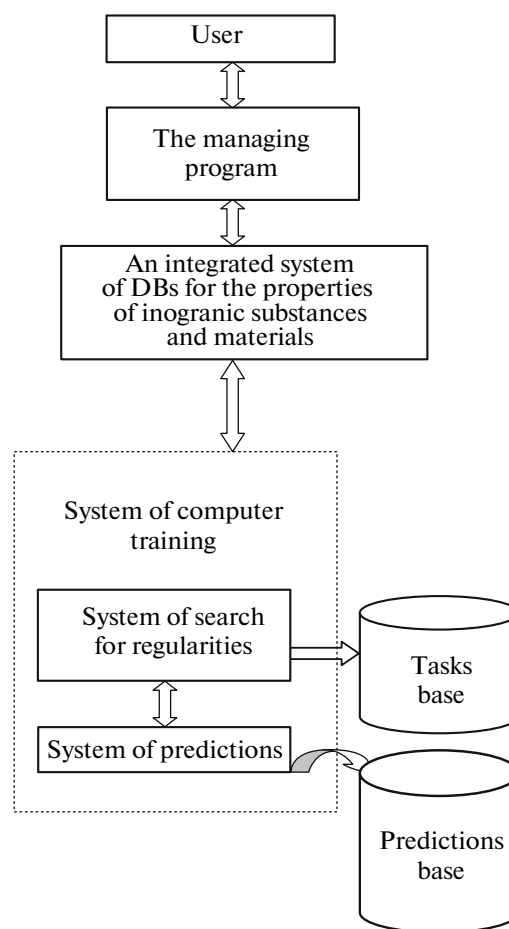 User
The managing
program
An integrated system
of DBs for the properties
of inogranic substances
and materials
System of computer
training
System of search
for regularities
Tasks
base
System of predictions
Predictions
base